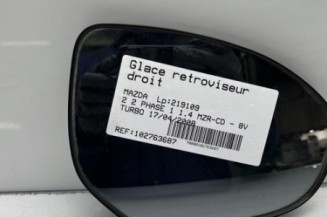 Glace retroviseur
droit
MAZDA Lp:219109
2 2 PHASE 1 1.4 MZR-CD - 8V
TURBO 17/04/2008
REF:102763687